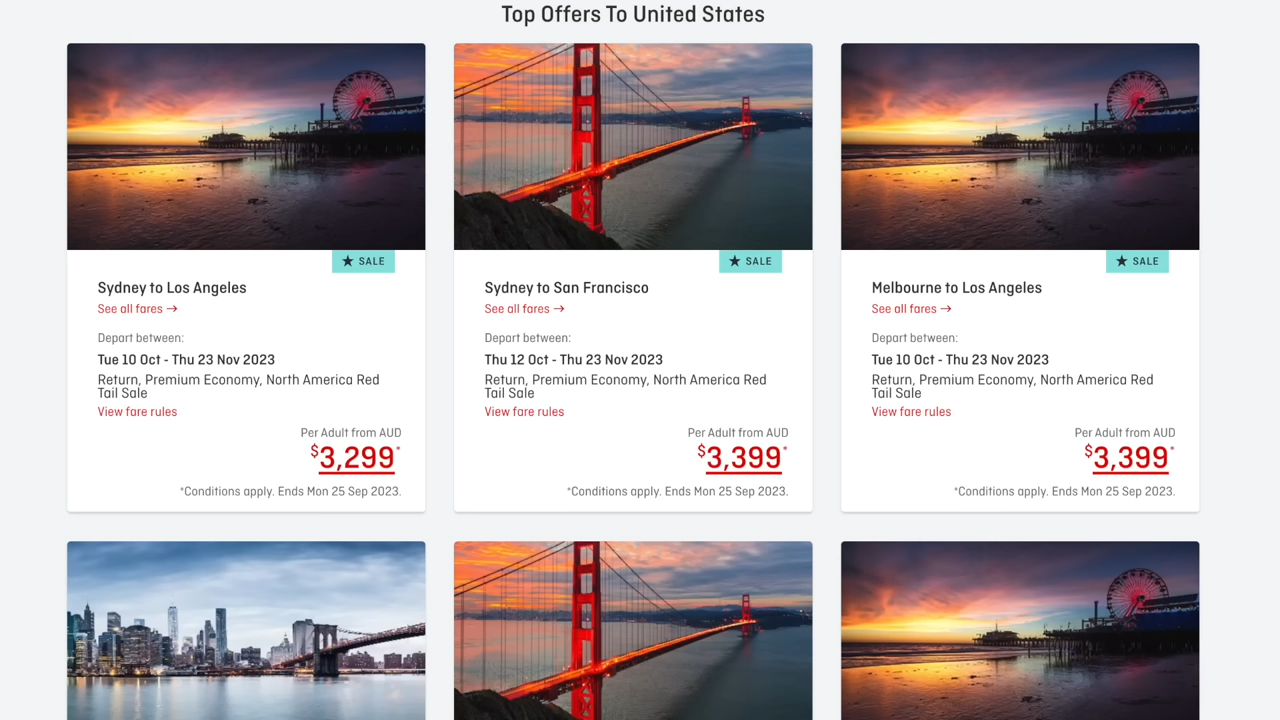 Top Offers To United States
★ SALE
Sydney to Los Angeles
See all fares →
Depart between:
Tue 10 Oct - Thu 23 Nov 2023
Return, Premium Economy, North America Red
Tail Sale
View fare rules
Per Adult from AUD
$3,299*
*Conditions apply. Ends Mon 25 Sep 2023.
★ SALE
Sydney to San Francisco
See all fares →
Depart between:
Thu 12 Oct - Thu 23 Nov 2023
Return, Premium Economy, North America Red
Tail Sale
View fare rules
Per Adult from AUD
$3,399*
*Conditions apply. Ends Mon 25 Sep 2023.
★ SALE
Melbourne to Los Angeles
See all fares →
Depart between:
Tue 10 Oct - Thu 23 Nov 2023
Return, Premium Economy, North America Red
Tail Sale
View fare rules
Per Adult from AUD
$3,399*
*Conditions apply. Ends Mon 25 Sep 2023.